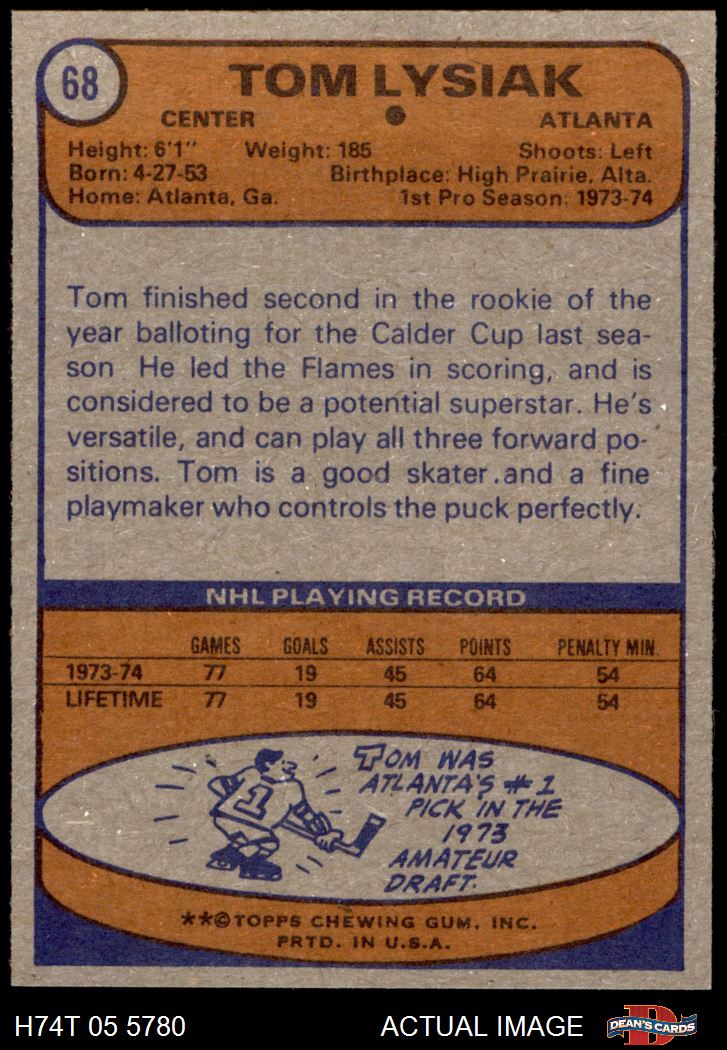 68
TOM LYSIAK
CENTER ATLANTA
Height: 6'1" Weight: 185 Shoots: Left
Born: 4-27-53 Birthplace: High Prairie, Alta.
Home: Atlanta, Ga. 1st Pro Season: 1973-74
Tom finished second in the rookie of the
year balloting for the Calder Cup last sea-
son He led the Flames in scoring, and is
considered to be a potential superstar. He's
versatile, and can play all three forward po-
sitions. Tom is a good skater.and a fine
playmaker who controls the puck perfectly.
NHL PLAYING RECORD
GAMES GOALS ASSISTS POINTS PENALTY MIN.
1973-74 77 19 45 64 54
LIFETIME 77 19 45 64 54
1
TOM WAS
ATLANTA'S #1
PICK IN THE
1973
AMATEUR
DRAFT.
**©TOPPS CHEWING GUM, INC.
PRTD. IN U.S.A.
H74T 05 5780 ACTUAL IMAGE DEAN'S CARDS